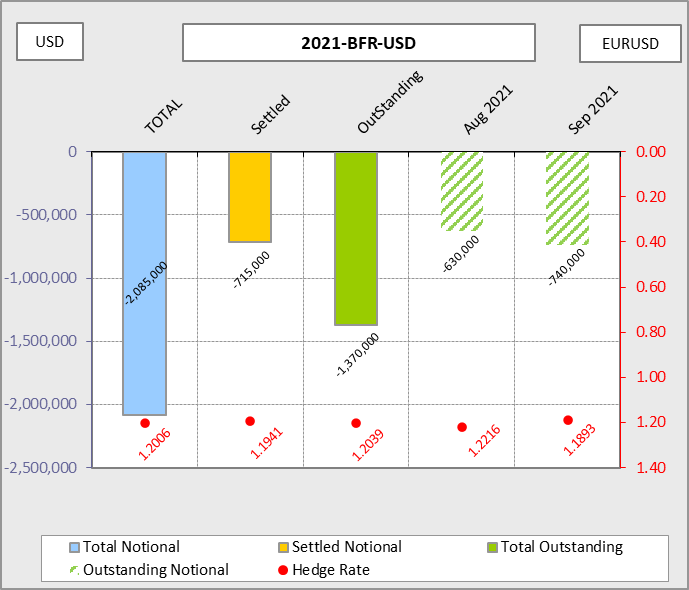 USD
2021-BFR-USD
EURUSD
TOTAL
Settled
OutStanding
Aug 2021
Sep 2021
0
-500,000
-1,000,000
-1,500,000
-2,000,000
-2,500,000
0.00
0.20
0.40
0.60
0.80
1.00
1.20
1.40
-2,085,000
-715,000
-1,370,000
-630,000
-740,000
1.2006
1.1941
1.2039
1.2216
1.1893
Total Notional
Settled Notional
Total Outstanding
Outstanding Notional
Hedge Rate